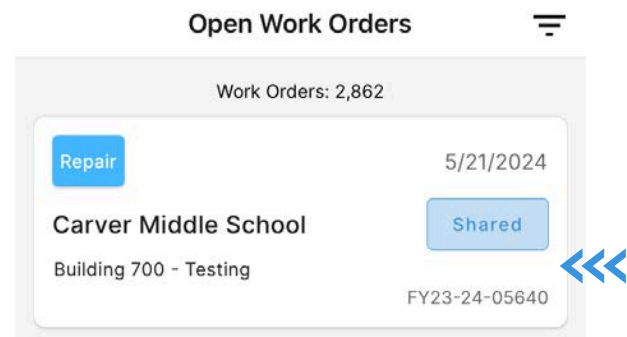 Open Work Orders
Work Orders: 2,862
Repair
5/21/2024
Carver Middle School
Shared
Building 700 - Testing
FY23-24-05640